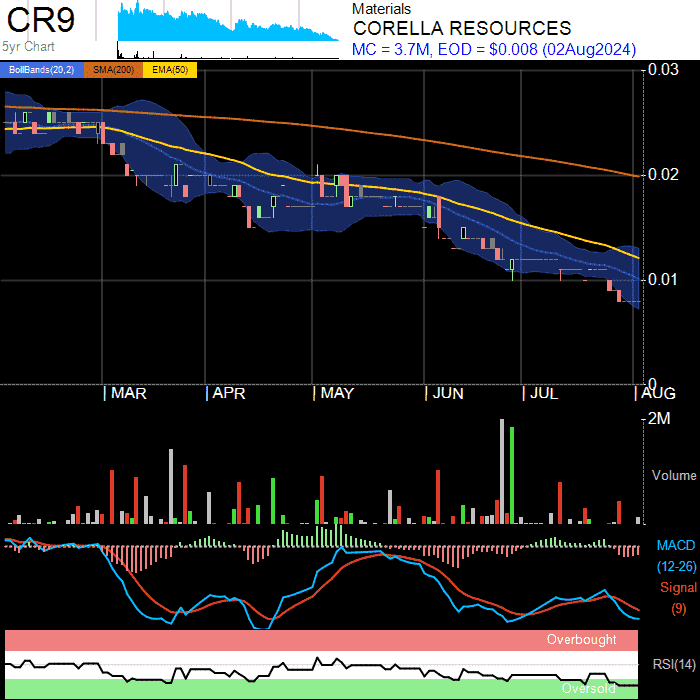 CR9
5yr Chart
Materials
CORELLA RESOURCES
MC = 3.7M, EOD = $0.008 (02Aug2024)
BollBands(20,2) SMA(200) EMA(50)
0.03
0.02
0.01
0
MAR APR MAY JUN JUL AUG
2M
Volume
MACD
(12-26)
Signal
(9)
Overbought
RSI(14)
Oversold